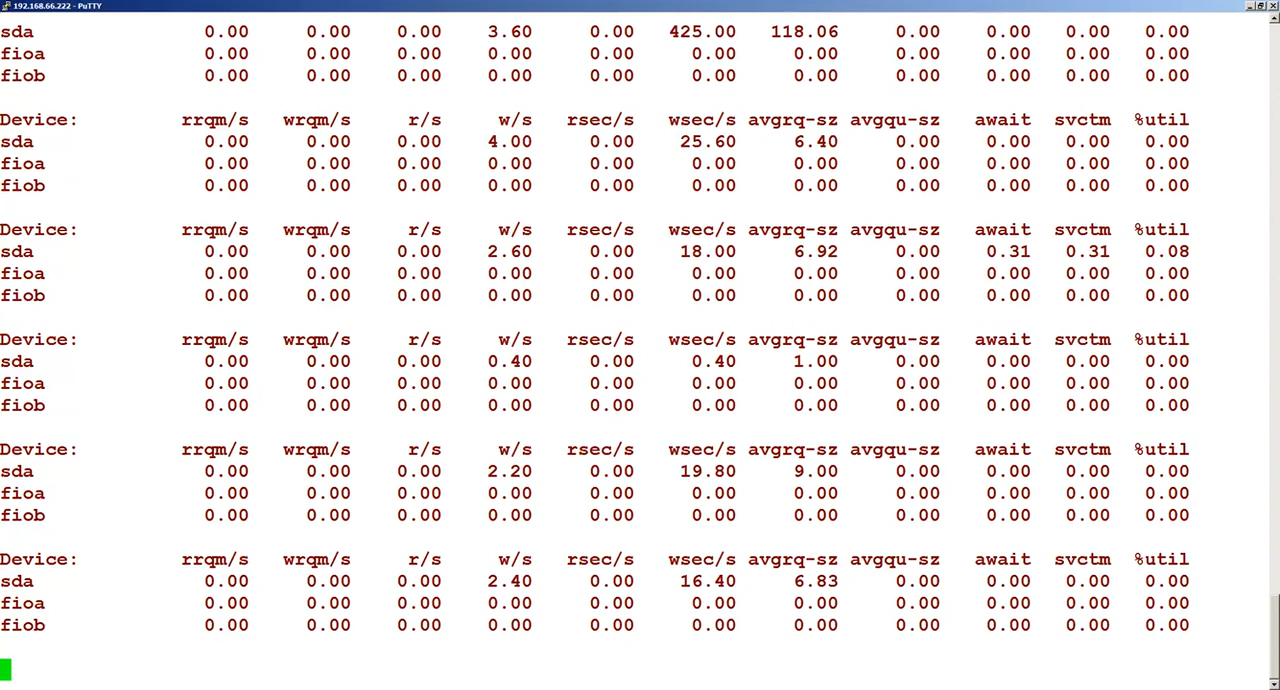 192.168.66.222 - PuTTY
sda 0.00 0.00 0.00 3.60 0.00 425.00 118.06 0.00 0.00 0.00 0.00
fioa 0.00 0.00 0.00 0.00 0.00 0.00 0.00 0.00 0.00 0.00 0.00
fiob 0.00 0.00 0.00 0.00 0.00 0.00 0.00 0.00 0.00 0.00 0.00
Device: rrqm/s wrqm/s r/s w/s rsec/s wsec/s avgrq-sz avgqu-sz await svctm %util
sda 0.00 0.00 0.00 4.00 0.00 25.60 6.40 0.00 0.00 0.00 0.00
fioa 0.00 0.00 0.00 0.00 0.00 0.00 0.00 0.00 0.00 0.00 0.00
fiob 0.00 0.00 0.00 0.00 0.00 0.00 0.00 0.00 0.00 0.00 0.00
Device: rrqm/s wrqm/s r/s w/s rsec/s wsec/s avgrq-sz avgqu-sz await svctm %util
sda 0.00 0.00 0.00 2.60 0.00 18.00 6.92 0.00 0.31 0.31 0.08
fioa 0.00 0.00 0.00 0.00 0.00 0.00 0.00 0.00 0.00 0.00 0.00
fiob 0.00 0.00 0.00 0.00 0.00 0.00 0.00 0.00 0.00 0.00 0.00
Device: rrqm/s wrqm/s r/s w/s rsec/s wsec/s avgrq-sz avgqu-sz await svctm %util
sda 0.00 0.00 0.00 0.40 0.00 0.40 1.00 0.00 0.00 0.00 0.00
fioa 0.00 0.00 0.00 0.00 0.00 0.00 0.00 0.00 0.00 0.00 0.00
fiob 0.00 0.00 0.00 0.00 0.00 0.00 0.00 0.00 0.00 0.00 0.00
Device: rrqm/s wrqm/s r/s w/s rsec/s wsec/s avgrq-sz avgqu-sz await svctm %util
sda 0.00 0.00 0.00 2.20 0.00 19.80 9.00 0.00 0.00 0.00 0.00
fioa 0.00 0.00 0.00 0.00 0.00 0.00 0.00 0.00 0.00 0.00 0.00
fiob 0.00 0.00 0.00 0.00 0.00 0.00 0.00 0.00 0.00 0.00 0.00
Device: rrqm/s wrqm/s r/s w/s rsec/s wsec/s avgrq-sz avgqu-sz await svctm %util
sda 0.00 0.00 0.00 2.40 0.00 16.40 6.83 0.00 0.00 0.00 0.00
fioa 0.00 0.00 0.00 0.00 0.00 0.00 0.00 0.00 0.00 0.00 0.00
fiob 0.00 0.00 0.00 0.00 0.00 0.00 0.00 0.00 0.00 0.00 0.00